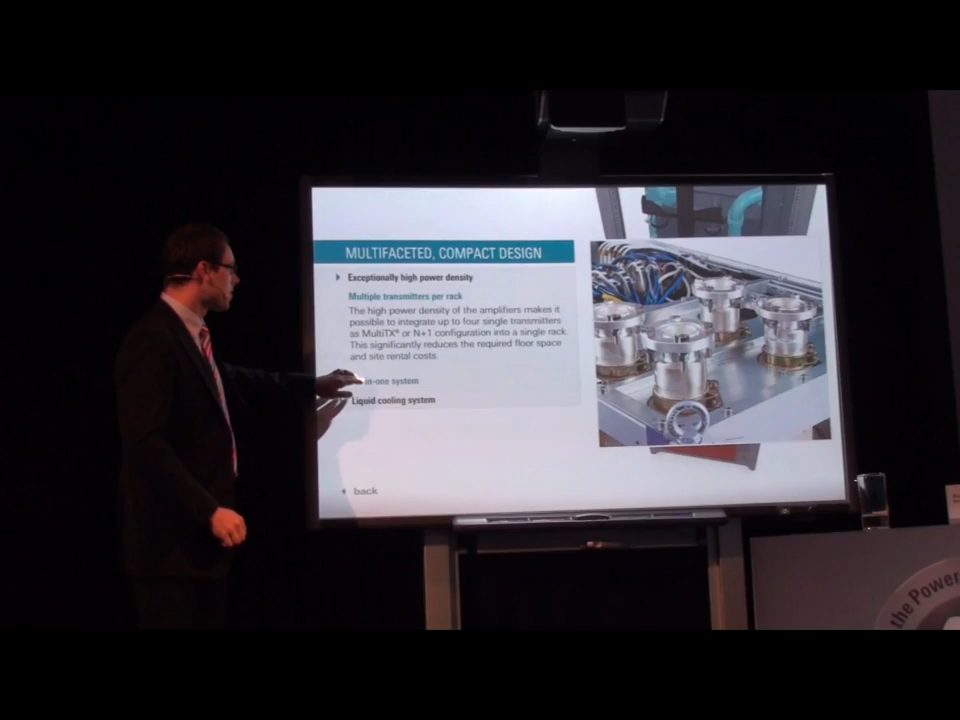 MULTIFACETED, COMPACT DESIGN
Exceptionally high power density
Multiple transmitters per rack
The high power density of the amplifiers makes it
possible to integrate up to four single transmitters
as MultiTX® or N+1 configuration into a single rack.
This significantly reduces the required floor space
and site rental costs.
in-one system
Liquid cooling system
back
the Power